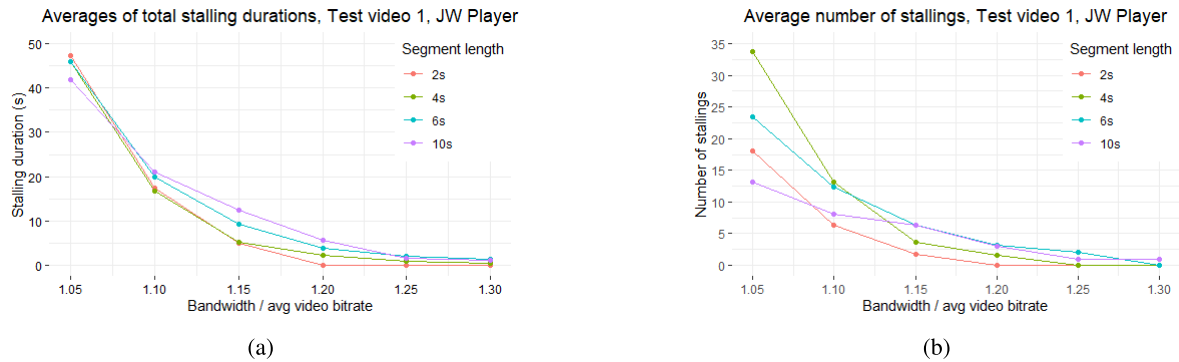 Averages of total stalling durations, Test video 1, JW Player
Stalling duration (s)
50
40
30
20
10
0
Segment length
2s
4s
6s
10s
1.05 1.10 1.15 1.20 1.25 1.30
Bandwidth / avg video bitrate
(a)
Average number of stallings, Test video 1, JW Player
Number of stallings
35
30
25
20
15
10
5
0
Segment length
2s
4s
6s
10s
1.05 1.10 1.15 1.20 1.25 1.30
Bandwidth / avg video bitrate
(b)